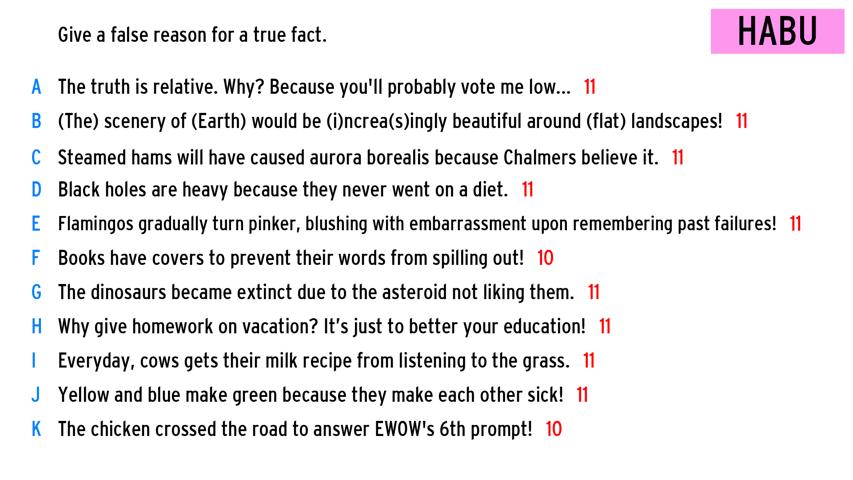 Give a false reason for a true fact.
HABU
A The truth is relative. Why? Because you'll probably vote me low... 11
B (The) scenery of (Earth) would be (i)ncrea(s)ingly beautiful around (flat) landscapes! 11
C Steamed hams will have caused aurora borealis because Chalmers believe it. 11
D Black holes are heavy because they never went on a diet. 11
E Flamingos gradually turn pinker, blushing with embarrassment upon remembering past failures! 11
F Books have covers to prevent their words from spilling out! 10
G The dinosaurs became extinct due to the asteroid not liking them. 11
H Why give homework on vacation? It's just to better your education! 11
I Everyday, cows gets their milk recipe from listening to the grass. 11
J Yellow and blue make green because they make each other sick! 11
K The chicken crossed the road to answer EWOW's 6th prompt! 10